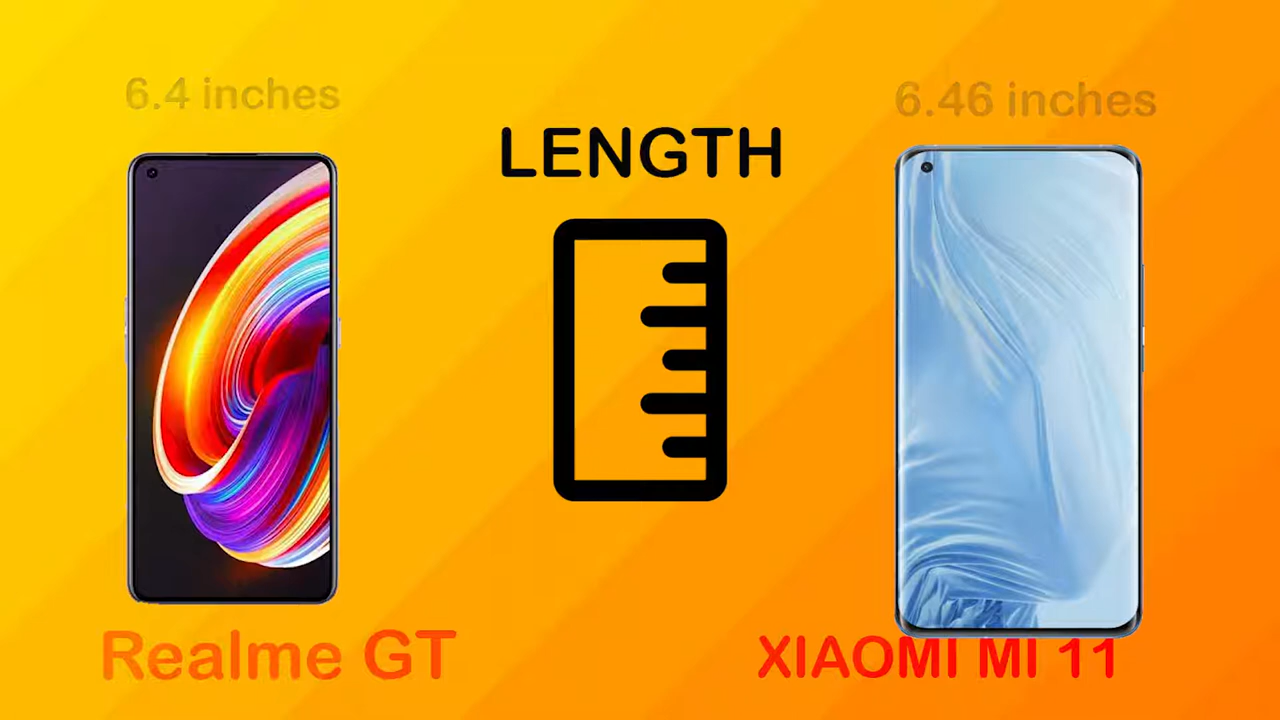 6.4 inches
6.46 inches
LENGTH
Realme GT
XIAOMI MI 11